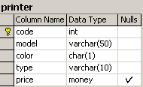 printer
Column Name Data Type Nulls
code int
model varchar(50)
color char(1)
type varchar(10)
price money